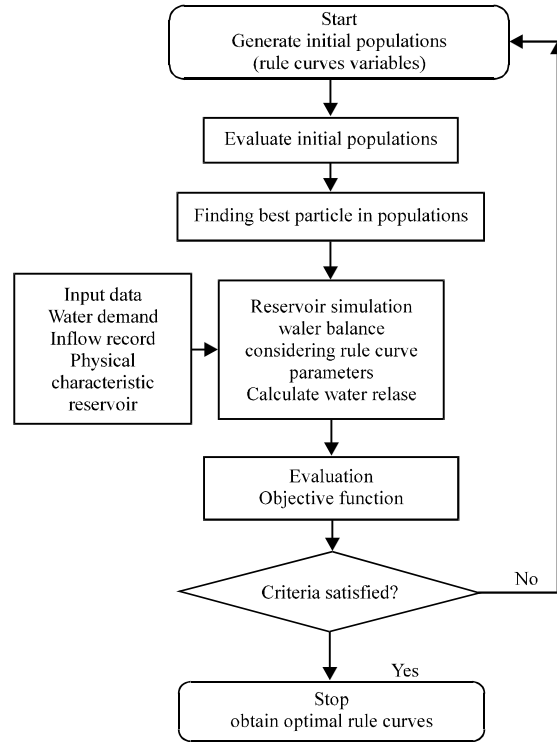 Start
Generate initial populations
(rule curves variables)
Evaluate initial populations
Finding best particle in populations
Input data
Water demand
Inflow record
Physical
characteristic
reservoir
Reservoir simulation
waler balance
considering rule curve
parameters
Calculate water relase
Evaluation
Objective function
Criteria satisfied?
No
Yes
Stop
obtain optimal rule curves